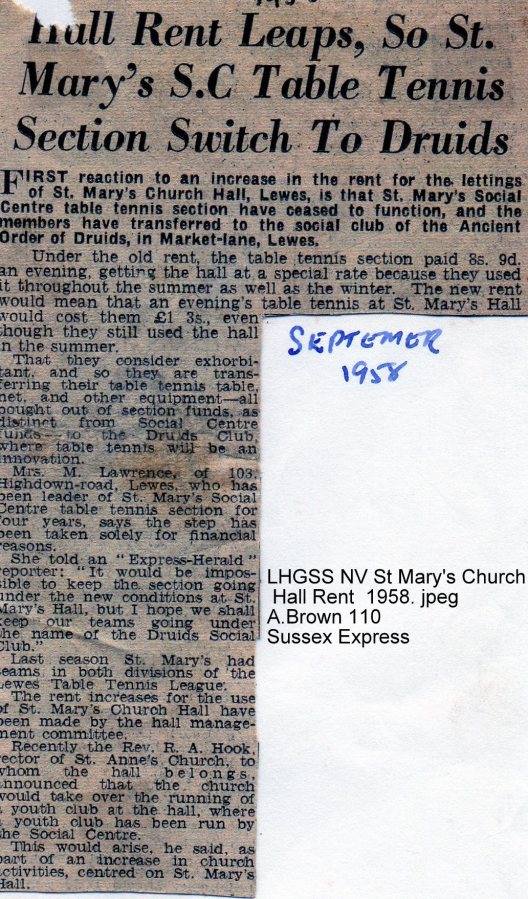 Hall Rent Leaps, So St.
Mary's S.C Table Tennis
Section Switch To Druids
FIRST reaction to an increase in the rent for the lettings
of St. Mary's Church Hall, Lewes, is that St. Mary's Social
Centre table tennis section have ceased to function, and the
members have transferred to the social club of the Ancient
Order of Druids, in Market-lane, Lewes.
Under the old rent, the table tennis section paid 8s. 9d.
an evening, getting the hall at a special rate because they used
it throughout the summer as well as the winter. The new rent
would mean that an evening's table tennis at St. Mary's Hall
would cost them £1 3s., even
though they still used the hall
in the summer.
That they consider exhorbi-
tant, and so they are trans-
ferring their table tennis table,
net, and other equipment—all
bought out of section funds, as
distinct from Social Centre
funds—to the Druids Club,
where table tennis will be an
innovation.
Mrs. M. Lawrence, of 103,
Highdown-road, Lewes, who has
been leader of St. Mary's Social
Centre table tennis section for
four years, says the step has
been taken solely for financial
reasons.
She told an "Express-Herald"
reporter: "It would be impos-
sible to keep the section going
under the new conditions at St.
Mary's Hall, but I hope we shall
keep our teams going under
the name of the Druids Social
Club."
Last season St. Mary's had
teams in both divisions of the
Lewes Table Tennis League.
The rent increases for the use
of St. Mary's Church Hall have
been made by the hall manage-
ment committee.
Recently the Rev. R. A. Hook,
rector of St. Anne's Church, to
whom the hall belongs,
announced that the church
would take over the running of
a youth club at the hall, where
a youth club has been run by
the Social Centre.
This would arise, he said, as
part of an increase in church
activities, centred on St. Mary's
Hall.
SEPTEMER
1958
LHGSS NV St Mary's Church
Hall Rent 1958. jpeg
A.Brown 110
Sussex Express